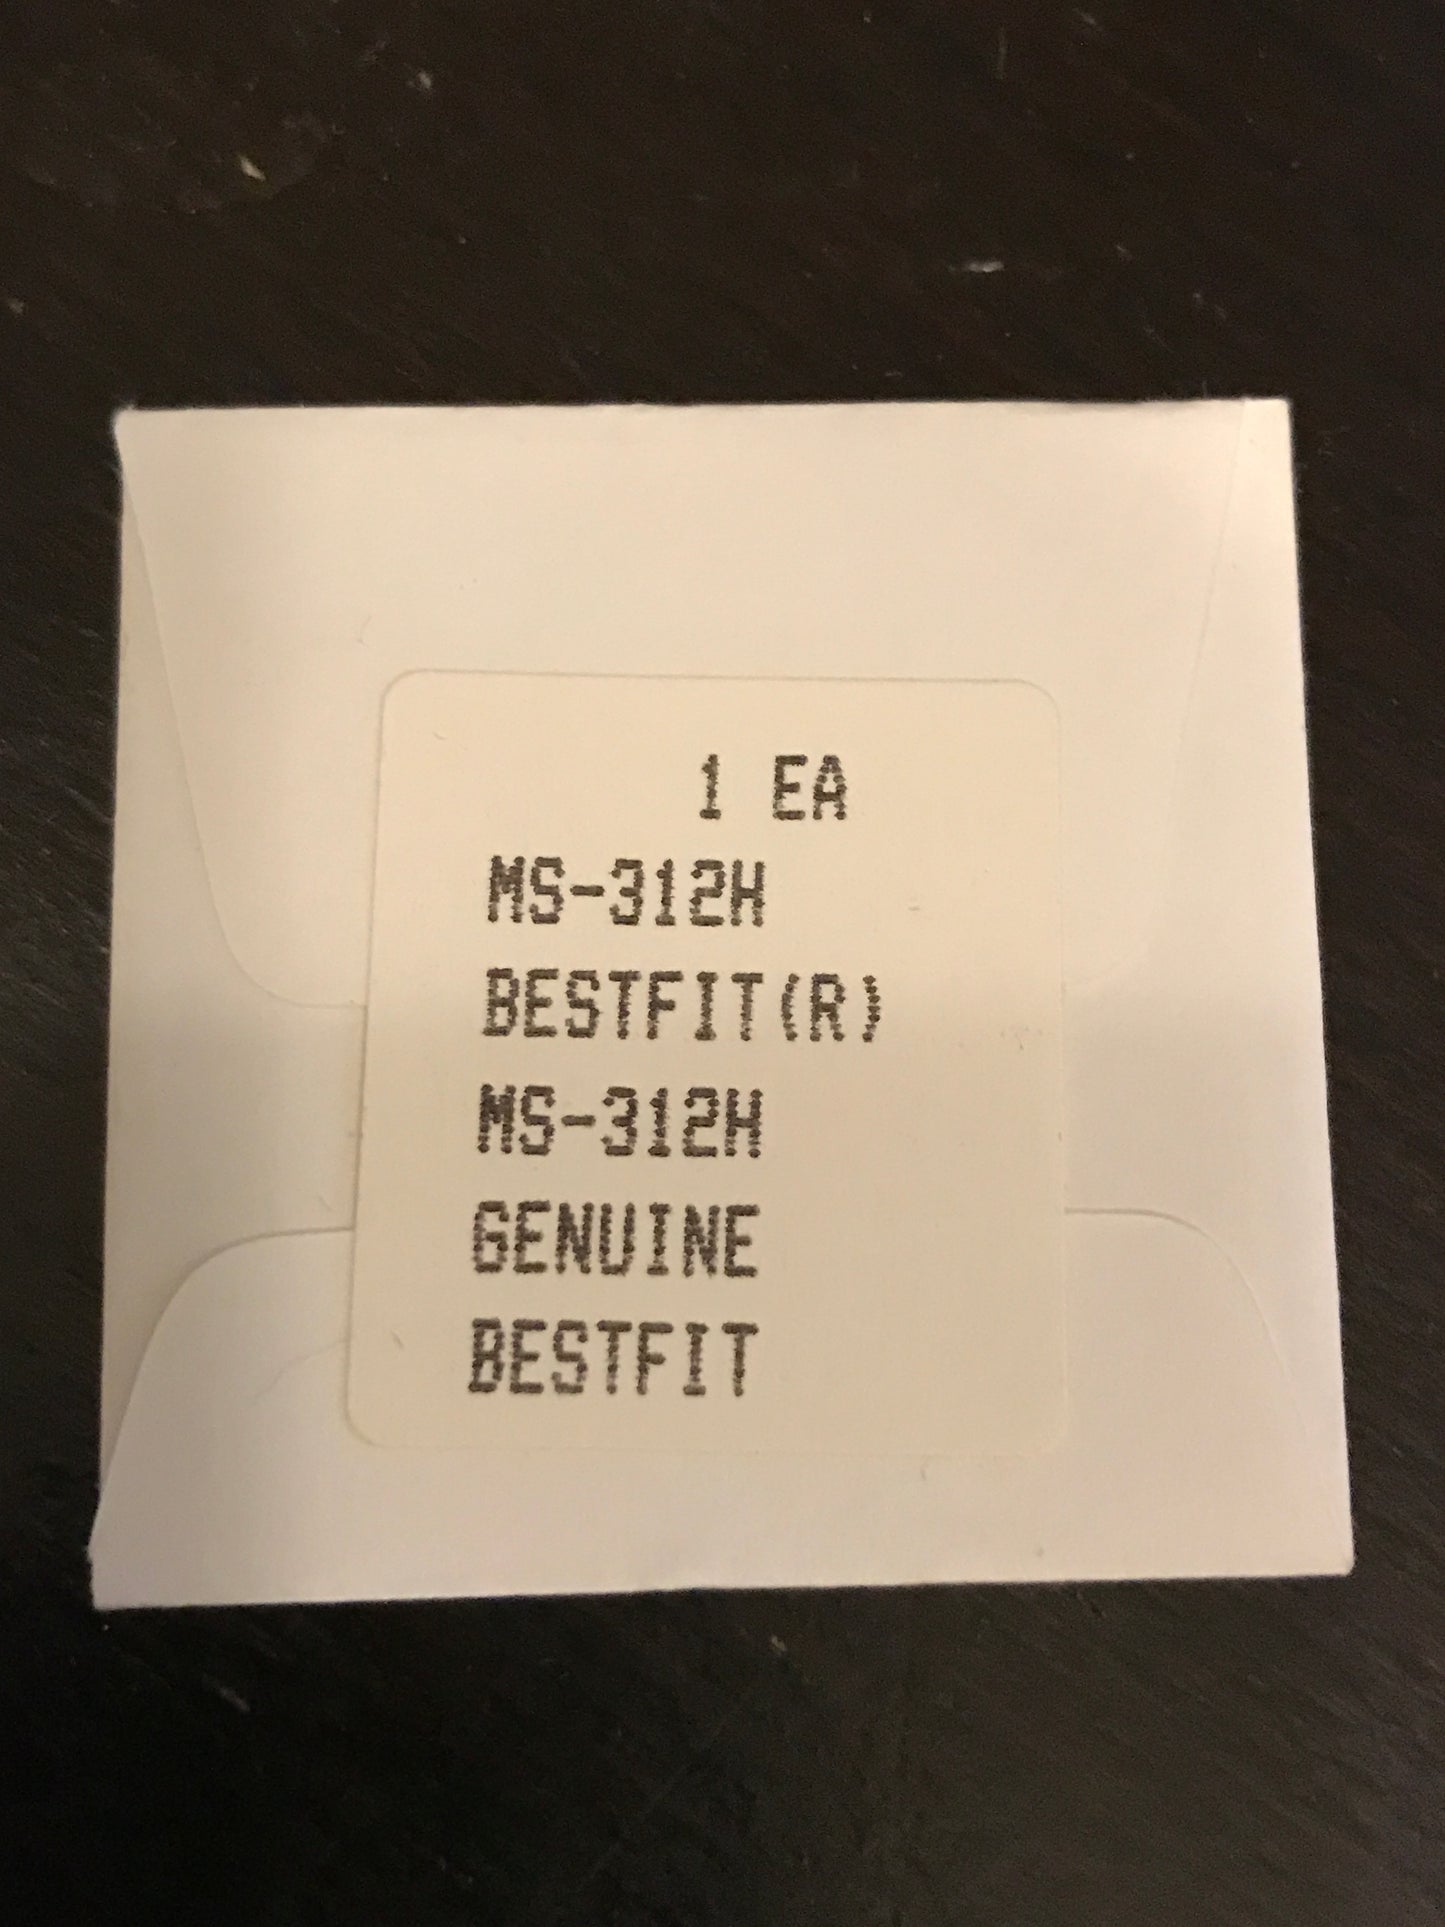 1 EA
MS-312H
BESTFIT(R)
MS-312H
GENUINE
BESTFIT